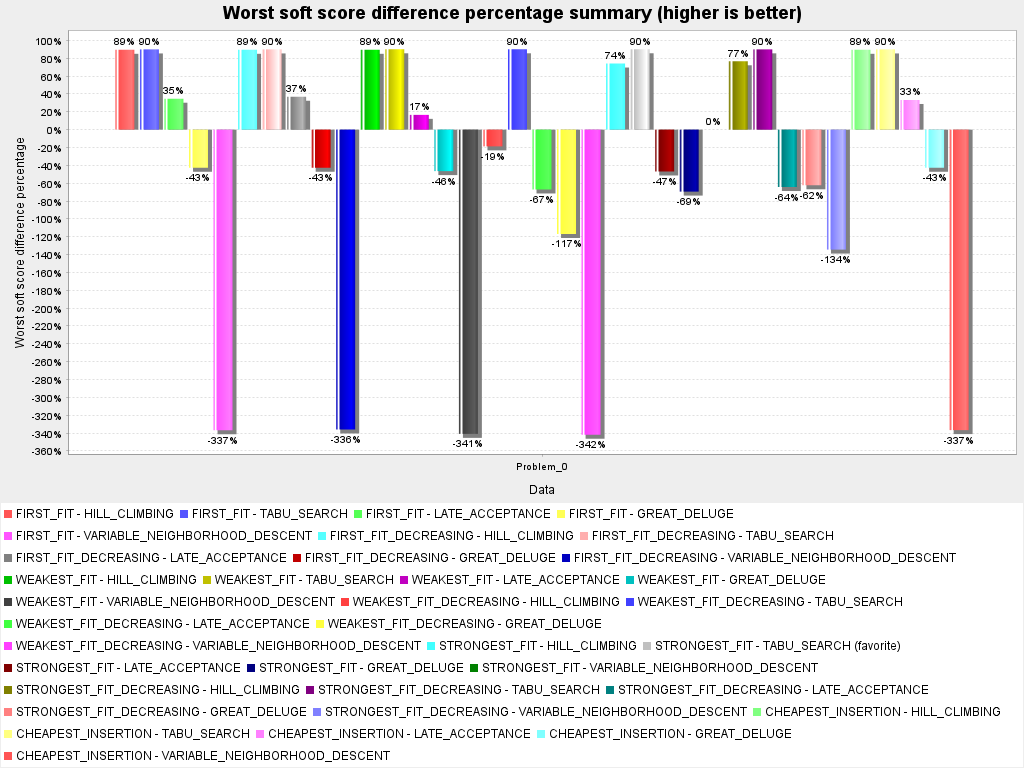 Worst soft score difference percentage summary (higher is better)
Worst soft score difference percentage
100%
80%
60%
40%
20%
0%
-20%
-40%
-60%
-80%
-100%
-120%
-140%
-160%
-180%
-200%
-220%
-240%
-260%
-280%
-300%
-320%
-340%
-360%
89% 90% 35% -43% -337% 89% 90% 37% -43% -336% 89% 90% 17% -46% -341% -19% 90% -67% -117% -342% 74% 90% -47% -69% 0% 77% 90% -64% -62% -134% 89% 90% 33% -43% -337%
Problem_0
Data
FIRST_FIT - HILL_CLIMBING FIRST_FIT - TABU_SEARCH FIRST_FIT - LATE_ACCEPTANCE FIRST_FIT - GREAT_DELUGE
FIRST_FIT - VARIABLE_NEIGHBORHOOD_DESCENT FIRST_FIT_DECREASING - HILL_CLIMBING FIRST_FIT_DECREASING - TABU_SEARCH
FIRST_FIT_DECREASING - LATE_ACCEPTANCE FIRST_FIT_DECREASING - GREAT_DELUGE FIRST_FIT_DECREASING - VARIABLE_NEIGHBORHOOD_DESCENT
WEAKEST_FIT - HILL_CLIMBING WEAKEST_FIT - TABU_SEARCH WEAKEST_FIT - LATE_ACCEPTANCE WEAKEST_FIT - GREAT_DELUGE
WEAKEST_FIT - VARIABLE_NEIGHBORHOOD_DESCENT WEAKEST_FIT_DECREASING - HILL_CLIMBING WEAKEST_FIT_DECREASING - TABU_SEARCH
WEAKEST_FIT_DECREASING - LATE_ACCEPTANCE WEAKEST_FIT_DECREASING - GREAT_DELUGE
WEAKEST_FIT_DECREASING - VARIABLE_NEIGHBORHOOD_DESCENT STRONGEST_FIT - HILL_CLIMBING STRONGEST_FIT - TABU_SEARCH (favorite)
STRONGEST_FIT - LATE_ACCEPTANCE STRONGEST_FIT - GREAT_DELUGE STRONGEST_FIT - VARIABLE_NEIGHBORHOOD_DESCENT
STRONGEST_FIT_DECREASING - HILL_CLIMBING STRONGEST_FIT_DECREASING - TABU_SEARCH STRONGEST_FIT_DECREASING - LATE_ACCEPTANCE
STRONGEST_FIT_DECREASING - GREAT_DELUGE STRONGEST_FIT_DECREASING - VARIABLE_NEIGHBORHOOD_DESCENT CHEAPEST_INSERTION - HILL_CLIMBING
CHEAPEST_INSERTION - TABU_SEARCH CHEAPEST_INSERTION - LATE_ACCEPTANCE CHEAPEST_INSERTION - GREAT_DELUGE
CHEAPEST_INSERTION - VARIABLE_NEIGHBORHOOD_DESCENT